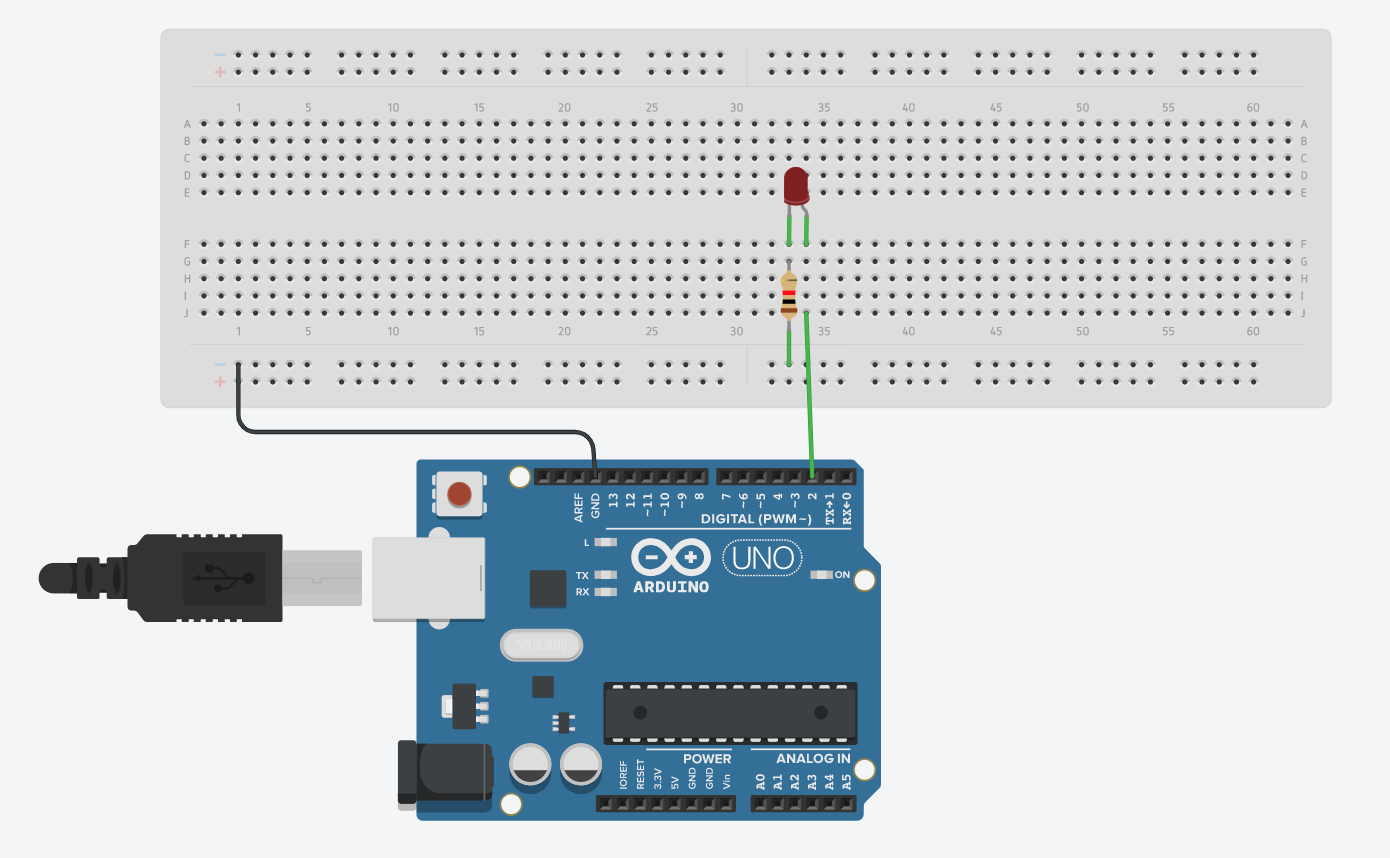 − −
+ +
1 5 10 15 20 25 30 35 40 45 50 55 60
A A
B B
C C
D D
E E
F F
G G
H H
I I
J J
1 5 10 15 20 25 30 35 40 45 50 55 60
−
+
AREF GND 13 12 ~11 ~10 ~9 8 7 ~6 ~5 4 ~3 2 TX→1 RX←0
DIGITAL (PWM~)
L
TX
RX
UNO
ARDUINO
ON
POWER
ANALOG IN
IOREF RESET 3.3V 5V GND GND Vin A0 A1 A2 A3 A4 A5